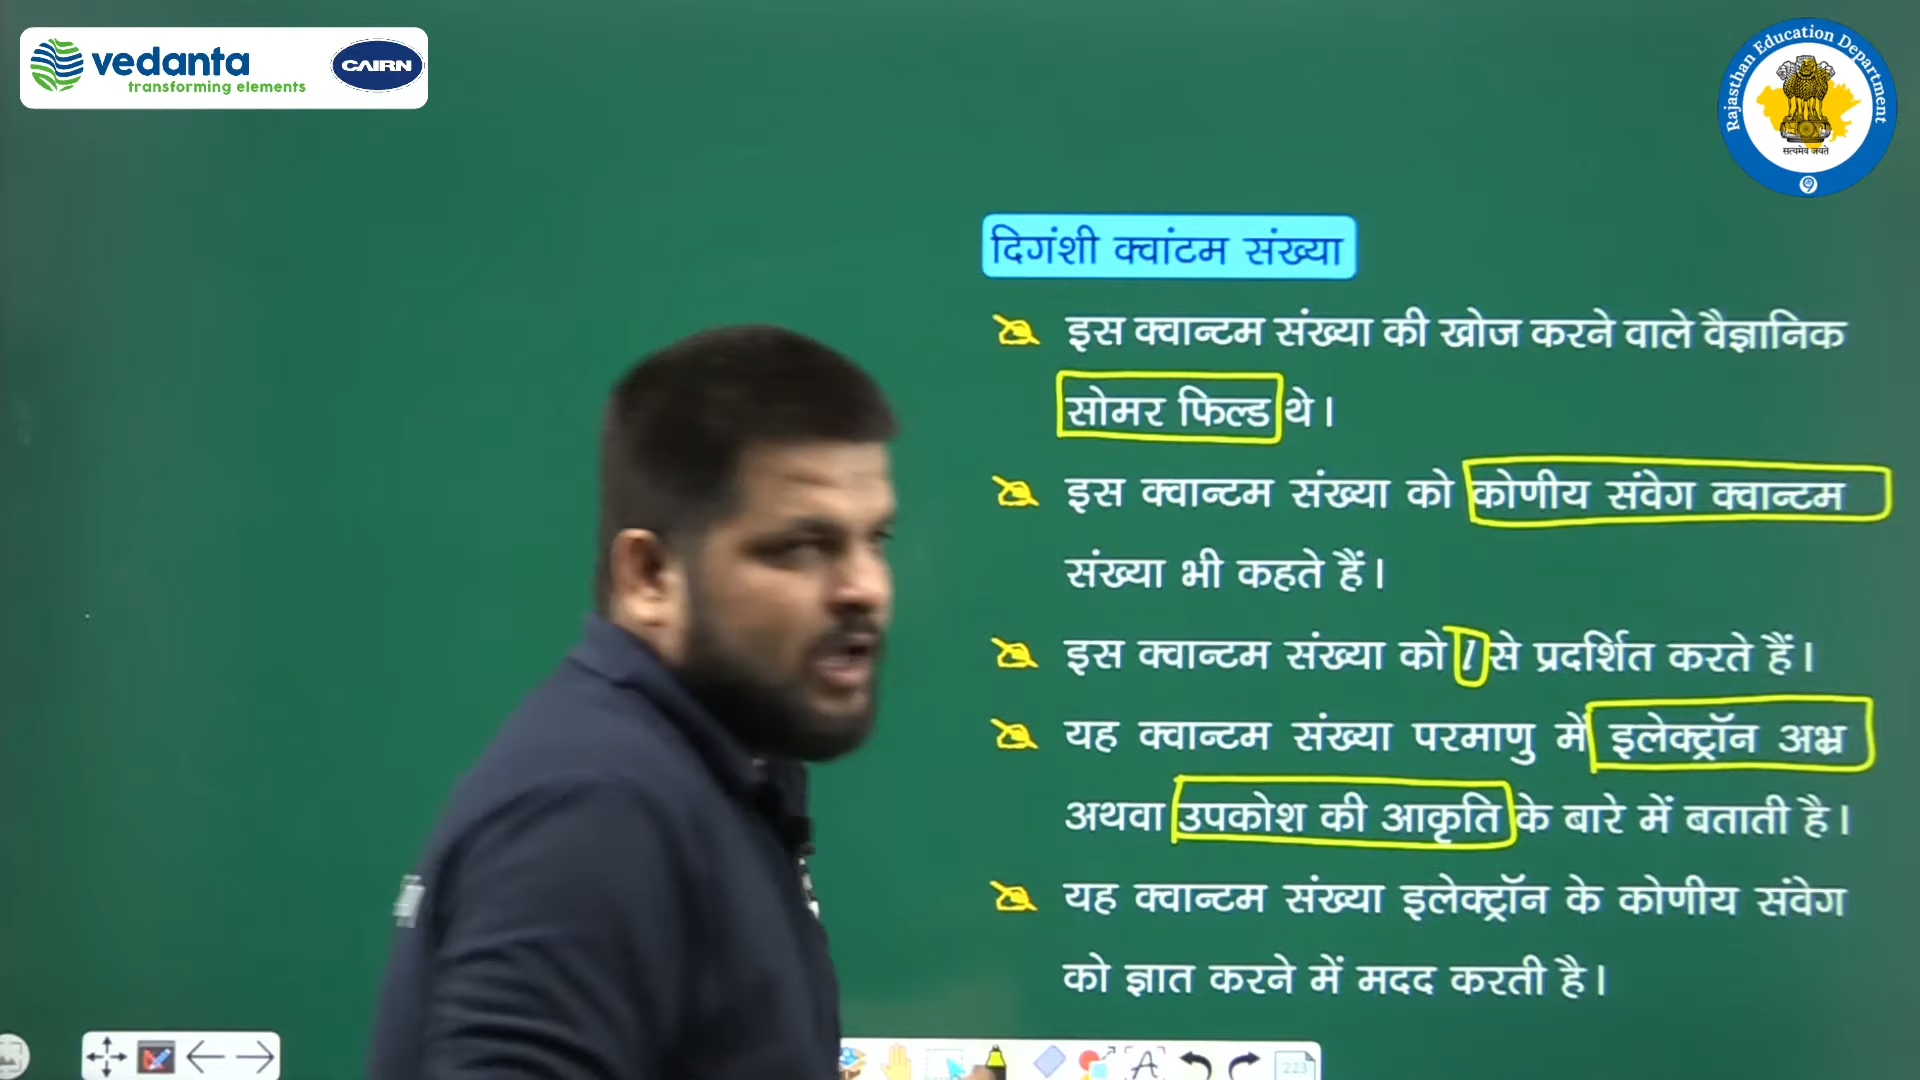 vedanta
transforming elements
CAIRN
Rajasthan Education Department
सत्यमेव जयते
दिगंशी क्वांटम संख्या
इस क्वान्टम संख्या की खोज करने वाले वैज्ञानिक
सोमर फिल्ड थे।
इस क्वान्टम संख्या को कोणीय संवेग क्वान्टम
संख्या भी कहते हैं।
इस क्वान्टम संख्या को l से प्रदर्शित करते हैं।
यह क्वान्टम संख्या परमाणु में इलेक्ट्रॉन अभ्र
अथवा उपकोश की आकृति के बारे में बताती है।
यह क्वान्टम संख्या इलेक्ट्रॉन के कोणीय संवेग
को ज्ञात करने में मदद करती है।
223